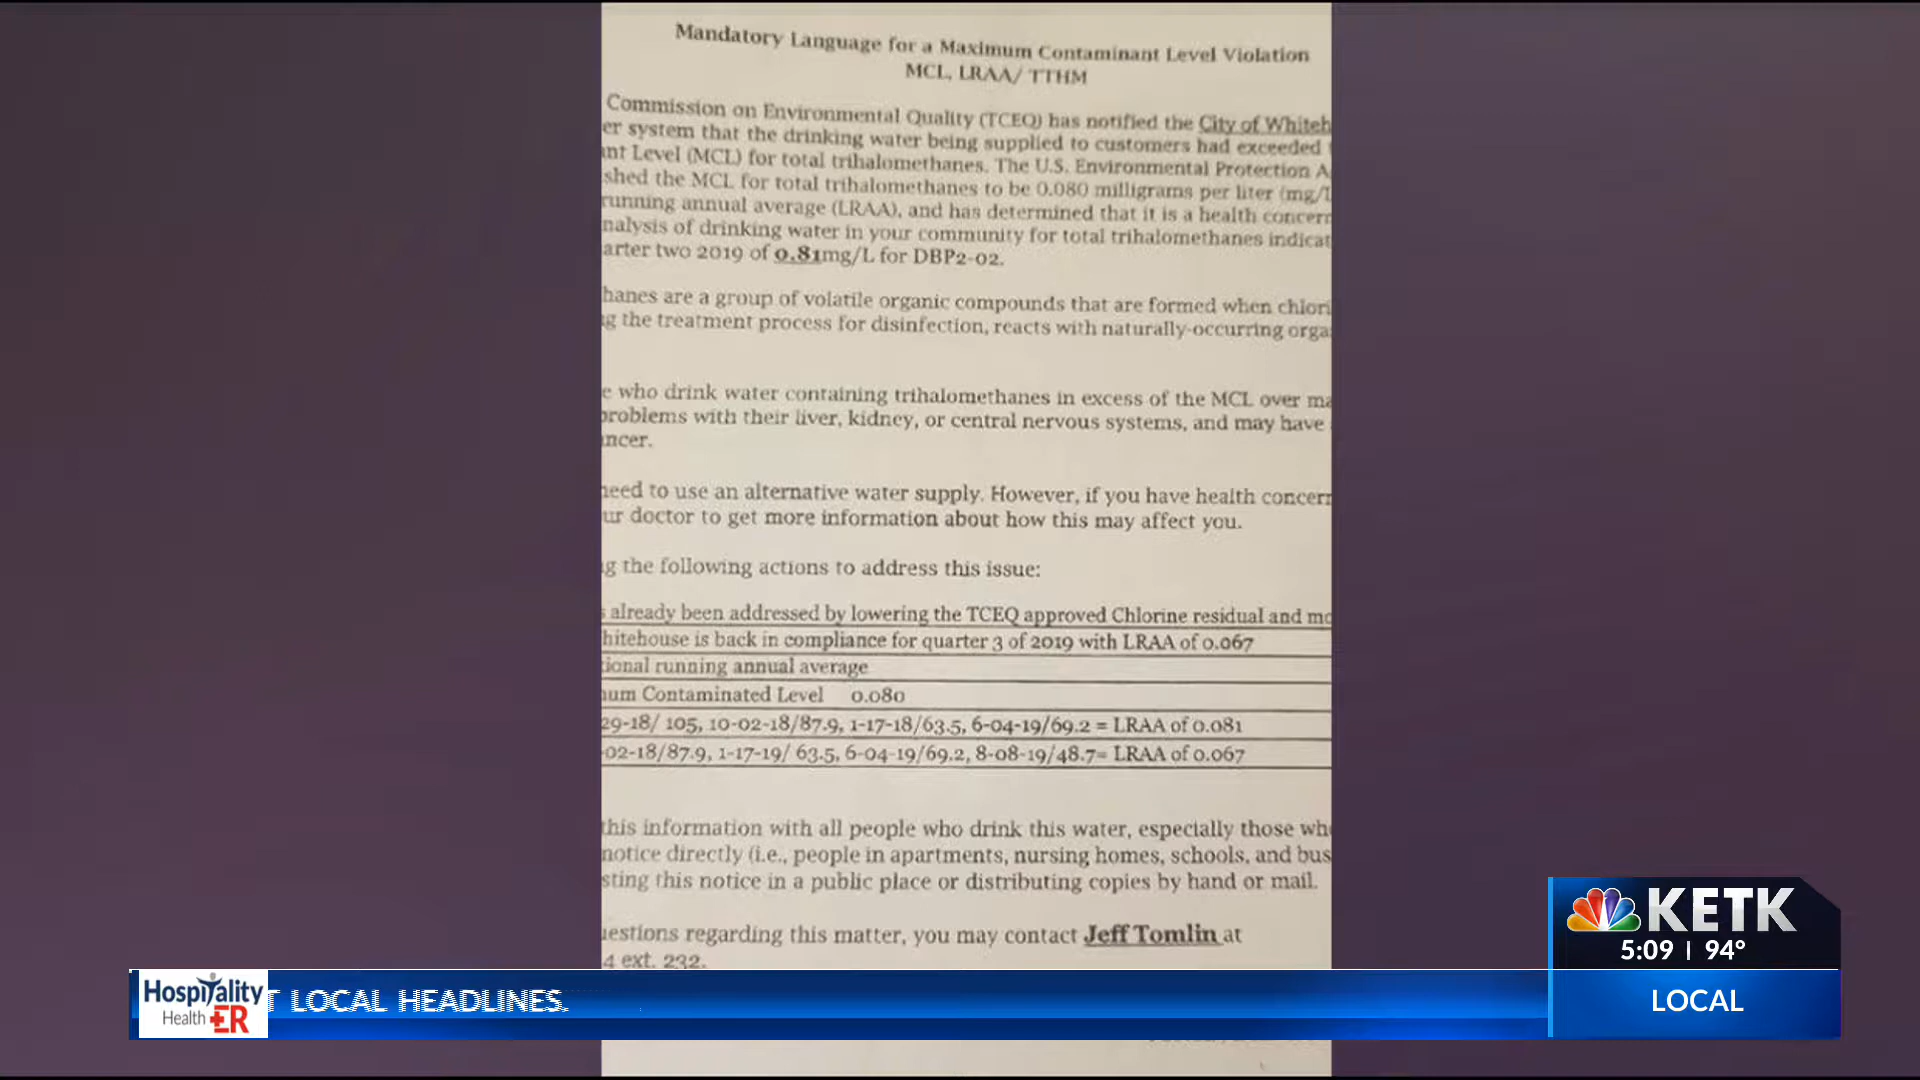 Mandatory Language for a Maximum Contaminant Level Violation
MCL, LRAA/ TTHM
Commission on Environmental Quality (TCEQ) has notified the City of Whiteh
er system that the drinking water being supplied to customers had exceeded
nt Level (MCL) for total trihalomethanes. The U.S. Environmental Protection A
shed the MCL for total trihalomethanes to be 0.080 milligrams per liter (mg/L
running annual average (LRAA), and has determined that it is a health concern
nalysis of drinking water in your community for total trihalomethanes indicat
arter two 2019 of 0.81mg/L for DBP2-02.
hanes are a group of volatile organic compounds that are formed when chlori
g the treatment process for disinfection, reacts with naturally-occurring orga
e who drink water containing trihalomethanes in excess of the MCL over ma
problems with their liver, kidney, or central nervous systems, and may have
ncer.
need to use an alternative water supply. However, if you have health concern
ur doctor to get more information about how this may affect you.
g the following actions to address this issue:
s already been addressed by lowering the TCEQ approved Chlorine residual and mo
hitehouse is back in compliance for quarter 3 of 2019 with LRAA of 0.067
ional running annual average
um Contaminated Level 0.080
29-18/ 105, 10-02-18/87.9, 1-17-18/63.5, 6-04-19/69.2 = LRAA of 0.081
-02-18/87.9, 1-17-19/ 63.5, 6-04-19/69.2, 8-08-19/48.7= LRAA of 0.067
this information with all people who drink this water, especially those who
notice directly (i.e., people in apartments, nursing homes, schools, and bus
sting this notice in a public place or distributing copies by hand or mail.
uestions regarding this matter, you may contact Jeff Tomlin at
4 ext. 232.
KETK
5:09 | 94°
LOCAL
Hospitality
Health ER
T LOCAL HEADLINES.